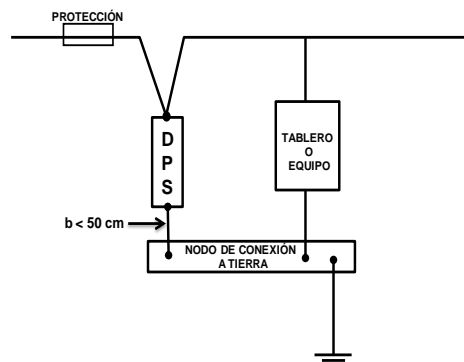 PROTECCIÓN
D
P
S
TABLERO
O
EQUIPO
b < 50 cm
NODO DE CONEXIÓN
A TIERRA